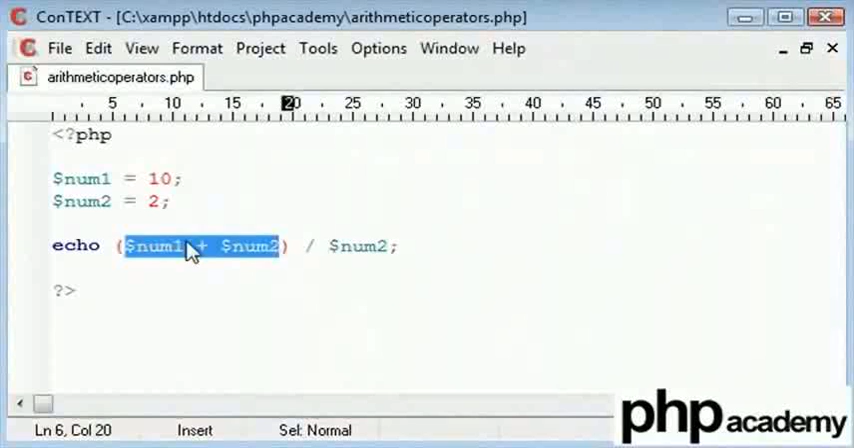 ConTEXT - [C:\xampp\htdocs\phpacademy\arithmeticoperators.php]
File Edit View Format Project Tools Options Window Help
arithmeticoperators.php
5 10 15 20 25 30 35 40 45 50 55 60 65
<?php
$num1 = 10;
$num2 = 2;
echo ($num1 + $num2) / $num2;
?>
Ln 6, Col 20 Insert Sel: Normal
php academy